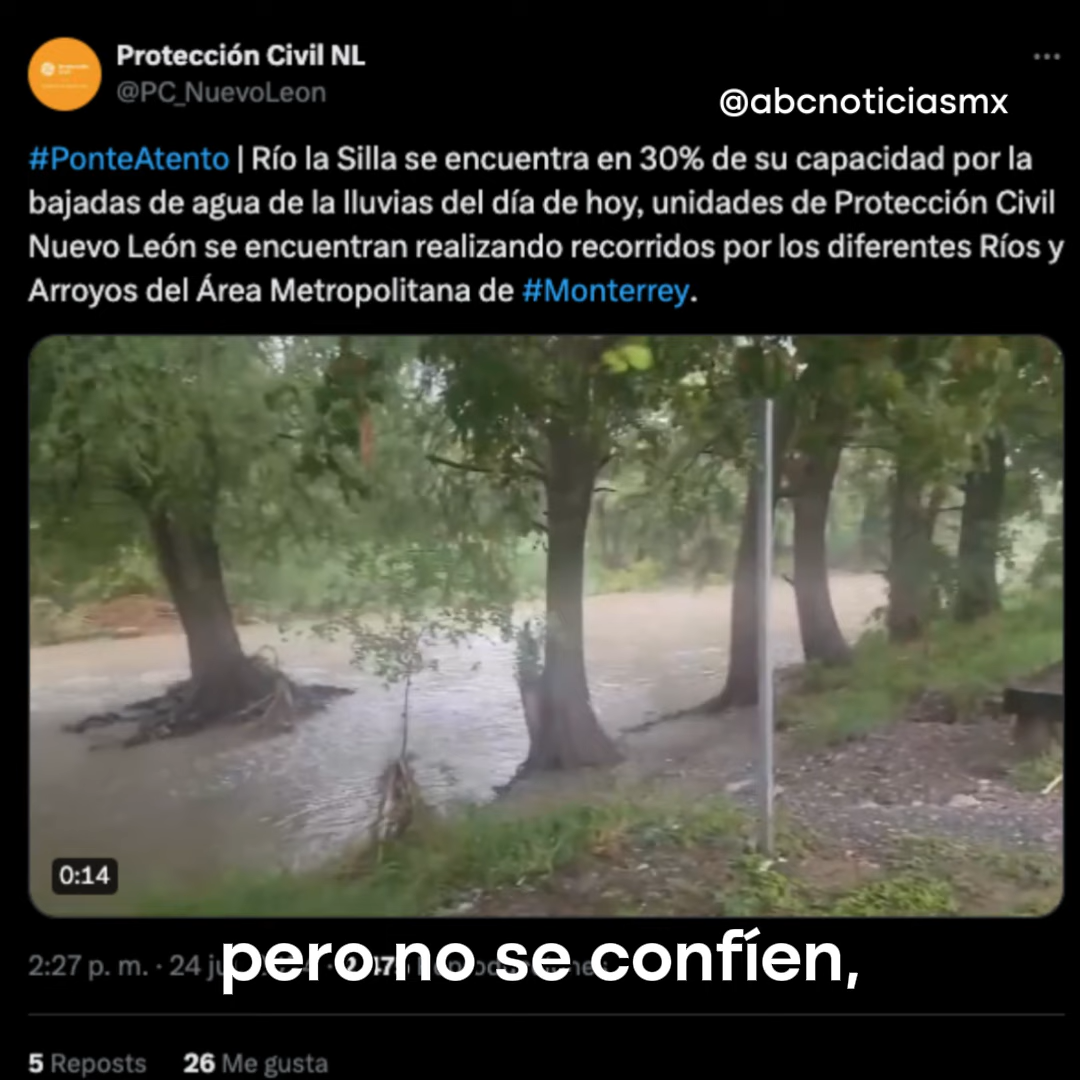 Protección Civil NL
@PC_NuevoLeon
@abcnoticiasmx
#PonteAtento | Río la Silla se encuentra en 30% de su capacidad por la
bajadas de agua de la lluvias del día de hoy, unidades de Protección Civil
Nuevo León se encuentran realizando recorridos por los diferentes Ríos y
Arroyos del Área Metropolitana de #Monterrey.
0:14
2:27 p. m. · 24
pero no se confíen,
5 Reposts 26 Me gusta